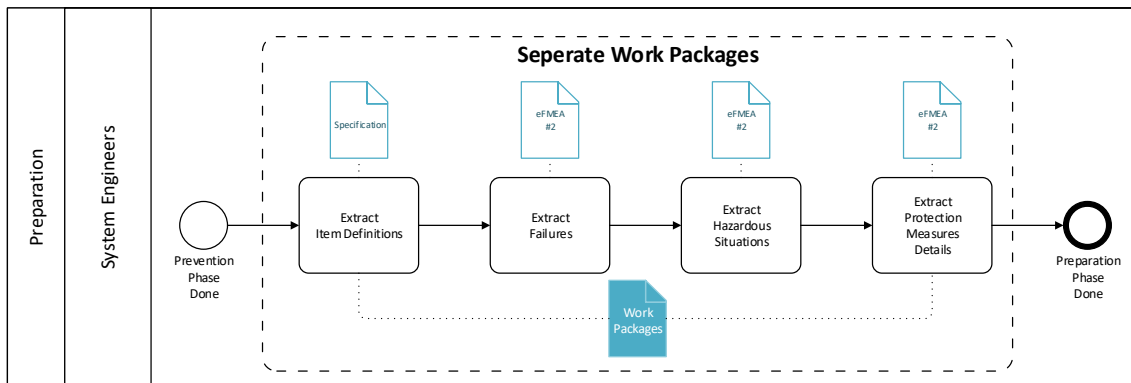 Preparation
System Engineers
Seperate Work Packages
Specification
eFMEA
#2
eFMEA
#2
eFMEA
#2
Prevention
Phase
Done
Extract
Item Definitions
Extract
Failures
Extract
Hazardous
Situations
Extract
Protection
Measures
Details
Preparation
Phase
Done
Work
Packages